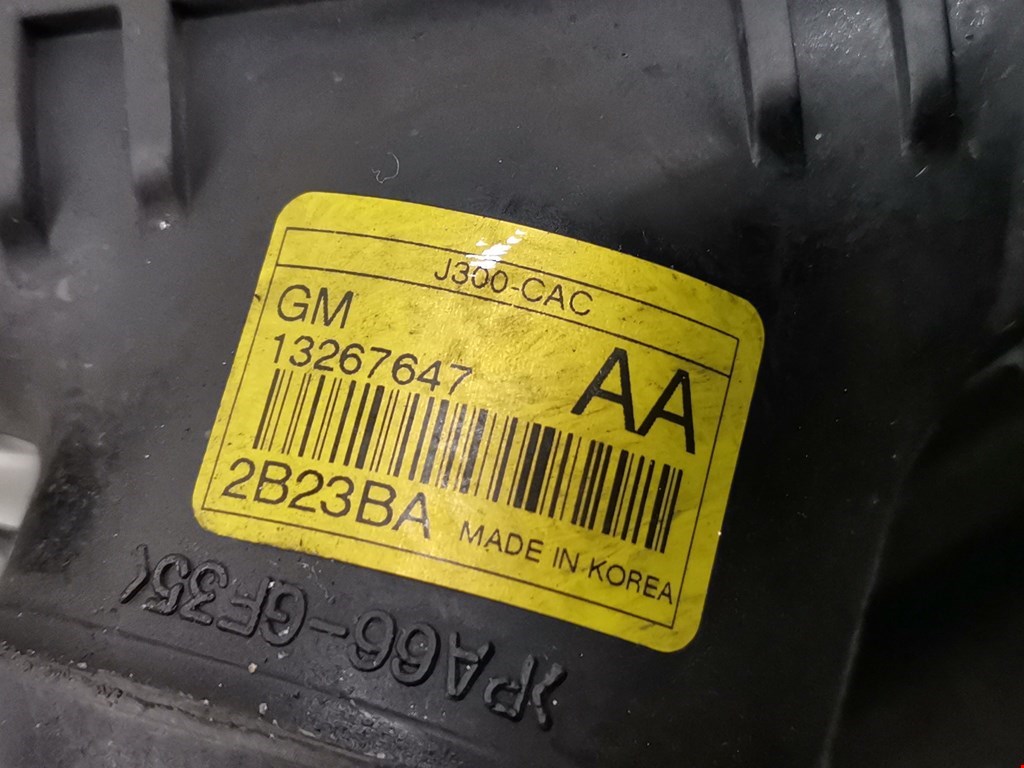 J300-CAC
GM
13267647
AA
2B23BA
MADE IN KOREA
>PA66-GF35<